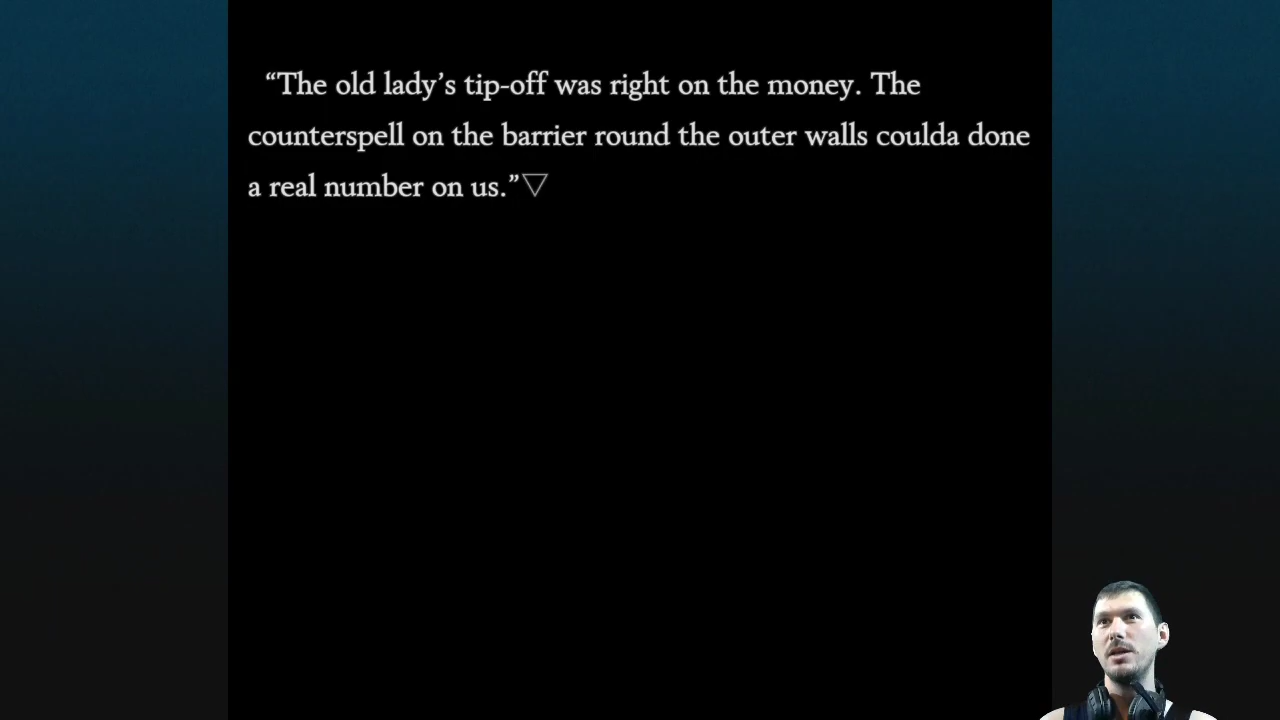 “The old lady’s tip-off was right on the money. The
counterspell on the barrier round the outer walls coulda done
a real number on us.”▽